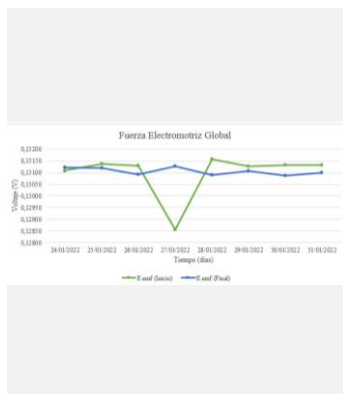 Fuerza Electromotriz Global
0,13200
0,13150
0,13100
0,13050
0,13000
0,12950
0,12900
0,12850
0,12800
Voltaje (V)
24/01/2022 25/01/2022 26/01/2022 27/01/2022 28/01/2022 29/01/2022 30/01/2022 31/01/2022
Tiempo (días)
E emf (Inicio) E emf (Final)